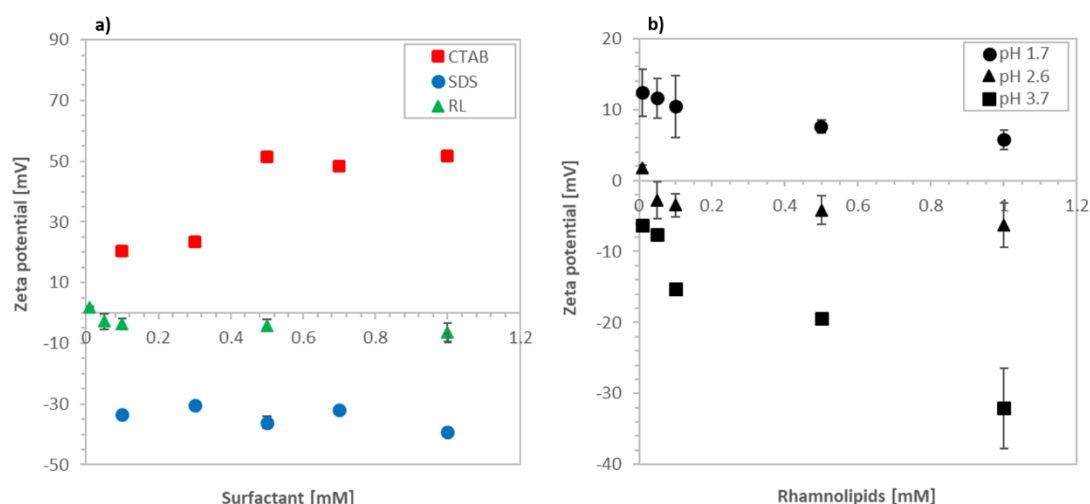 a)
90
70
50
30
10
-10
-30
-50
0
0.2
0.4
0.6
0.8
1
1.2
CTAB
SDS
RL
Zeta potential [mV]
Surfactant [mM]
b)
20
10
0
-10
-20
-30
-40
0
0.2
0.4
0.6
0.8
1
1.2
pH 1.7
pH 2.6
pH 3.7
Zeta potential [mV]
Rhamnolipids [mM]